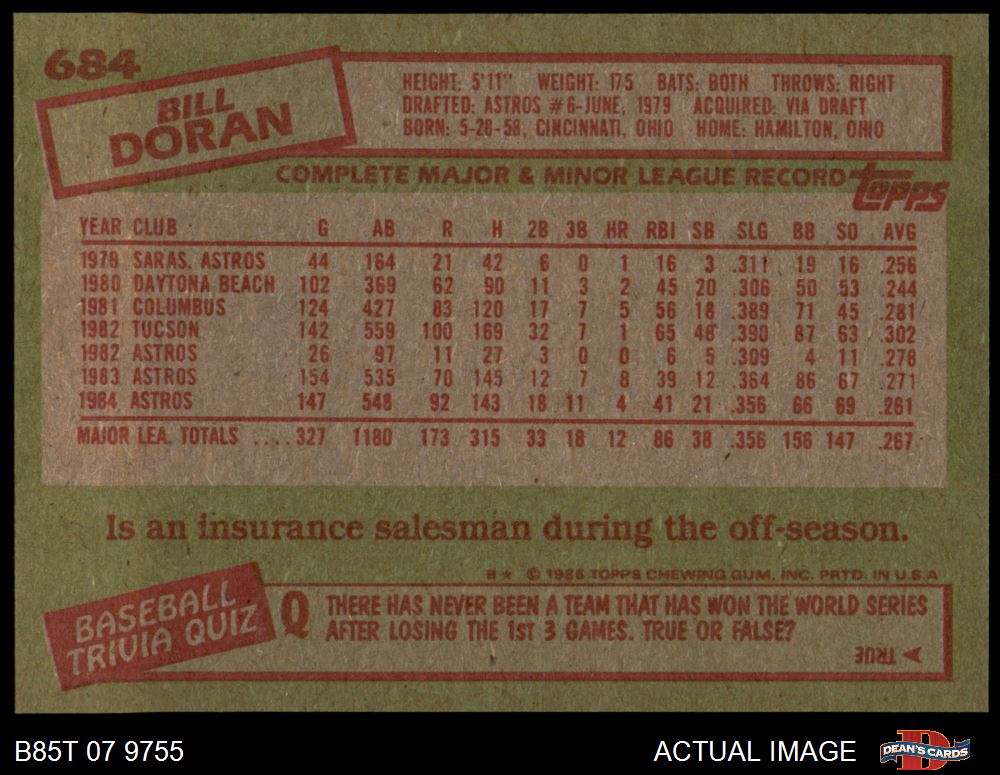 684
BILL
DORAN
HEIGHT: 5'11" WEIGHT: 175 BATS: BOTH THROWS: RIGHT
DRAFTED: ASTROS #6-JUNE, 1979 ACQUIRED: VIA DRAFT
BORN: 5-28-58, CINCINNATI, OHIO HOME: HAMILTON, OHIO
COMPLETE MAJOR & MINOR LEAGUE RECORD topps
YEAR CLUB G AB R H 2B 3B HR RBI SB SLG BB SO AVG
1979 SARAS. ASTROS 44 164 21 42 6 0 1 16 3 .311 19 16 .256
1980 DAYTONA BEACH 102 369 62 90 11 3 2 45 20 .306 50 53 .244
1981 COLUMBUS 124 427 83 120 17 7 5 56 18 .389 71 45 .281
1982 TUCSON 142 559 100 169 32 7 1 65 48 .390 87 63 .302
1982 ASTROS 26 97 11 27 3 0 0 6 5 .309 4 11 .278
1983 ASTROS 154 535 70 145 12 7 8 39 12 .364 86 67 .271
1984 ASTROS 147 548 92 143 18 11 4 41 21 .356 66 69 .261
MAJOR LEA. TOTALS .... 327 1180 173 315 33 18 12 86 38 .356 156 147 .267
Is an insurance salesman during the off-season.
B* © 1985 TOPPS CHEWING GUM, INC. PRTD. IN U.S.A.
BASEBALL
TRIVIA QUIZ
Q THERE HAS NEVER BEEN A TEAM THAT HAS WON THE WORLD SERIES
AFTER LOSING THE 1ST 3 GAMES. TRUE OR FALSE?
TRUE
B85T 07 9755
ACTUAL IMAGE
D
DEAN'S CARDS